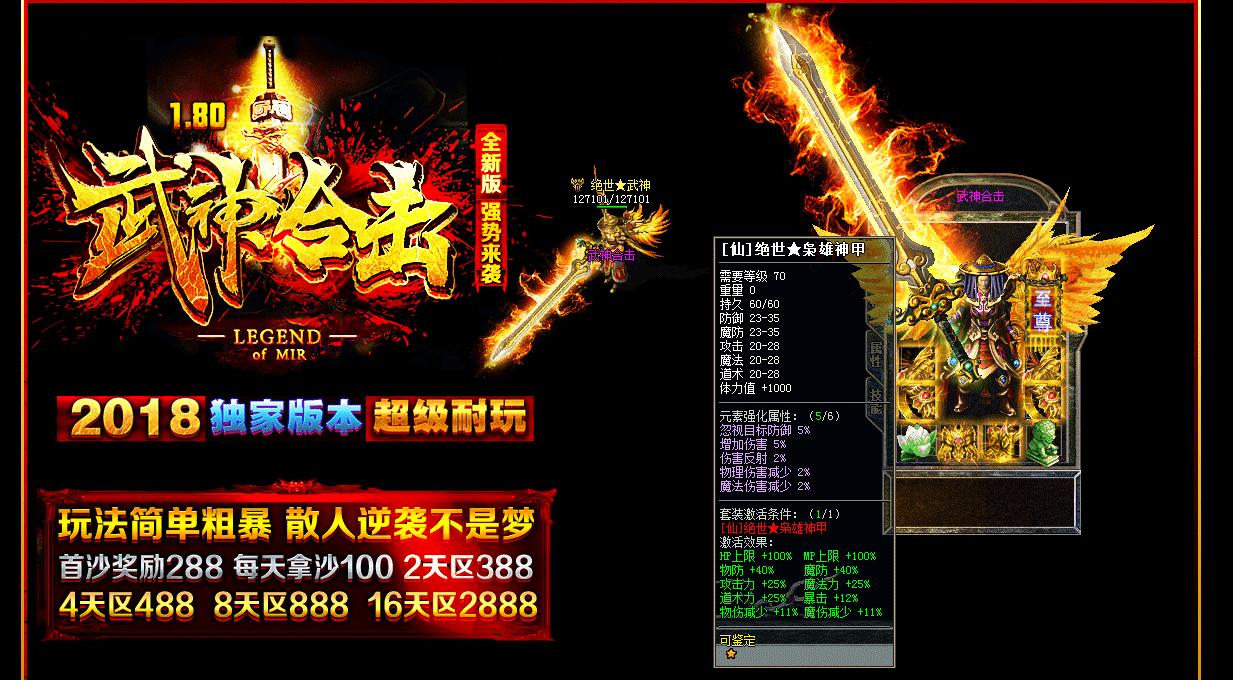 1.80
武神合击
全新版 强势来袭
LEGEND
of MIR
2018独家版本 超级耐玩
玩法简单粗暴 散人逆袭不是梦
首沙奖励288 每天拿沙100 2天区388
4天区488 8天区888 16天区2888
绝世★武神
127101/127101
武神合击
武神合击
至尊
属性
技能
[仙]绝世★枭雄神甲
需要等级 70
重量 0
持久 60/60
防御 23-35
魔防 23-35
攻击 20-28
魔法 20-28
道术 20-28
体力值 +1000
元素强化属性：（5/6）
忽视目标防御 5%
增加伤害 5%
伤害反射 2%
物理伤害减少 2%
魔法伤害减少 2%
套装激活条件：（1/1）
[仙]绝世★枭雄神甲
激活效果：
HP上限 +100% MP上限 +100%
物防 +40% 魔防 +40%
攻击力 +25% 魔法力 +25%
道术力 +25% 暴击 +12%
物伤减少 +11% 魔伤减少 +11%
可鉴定